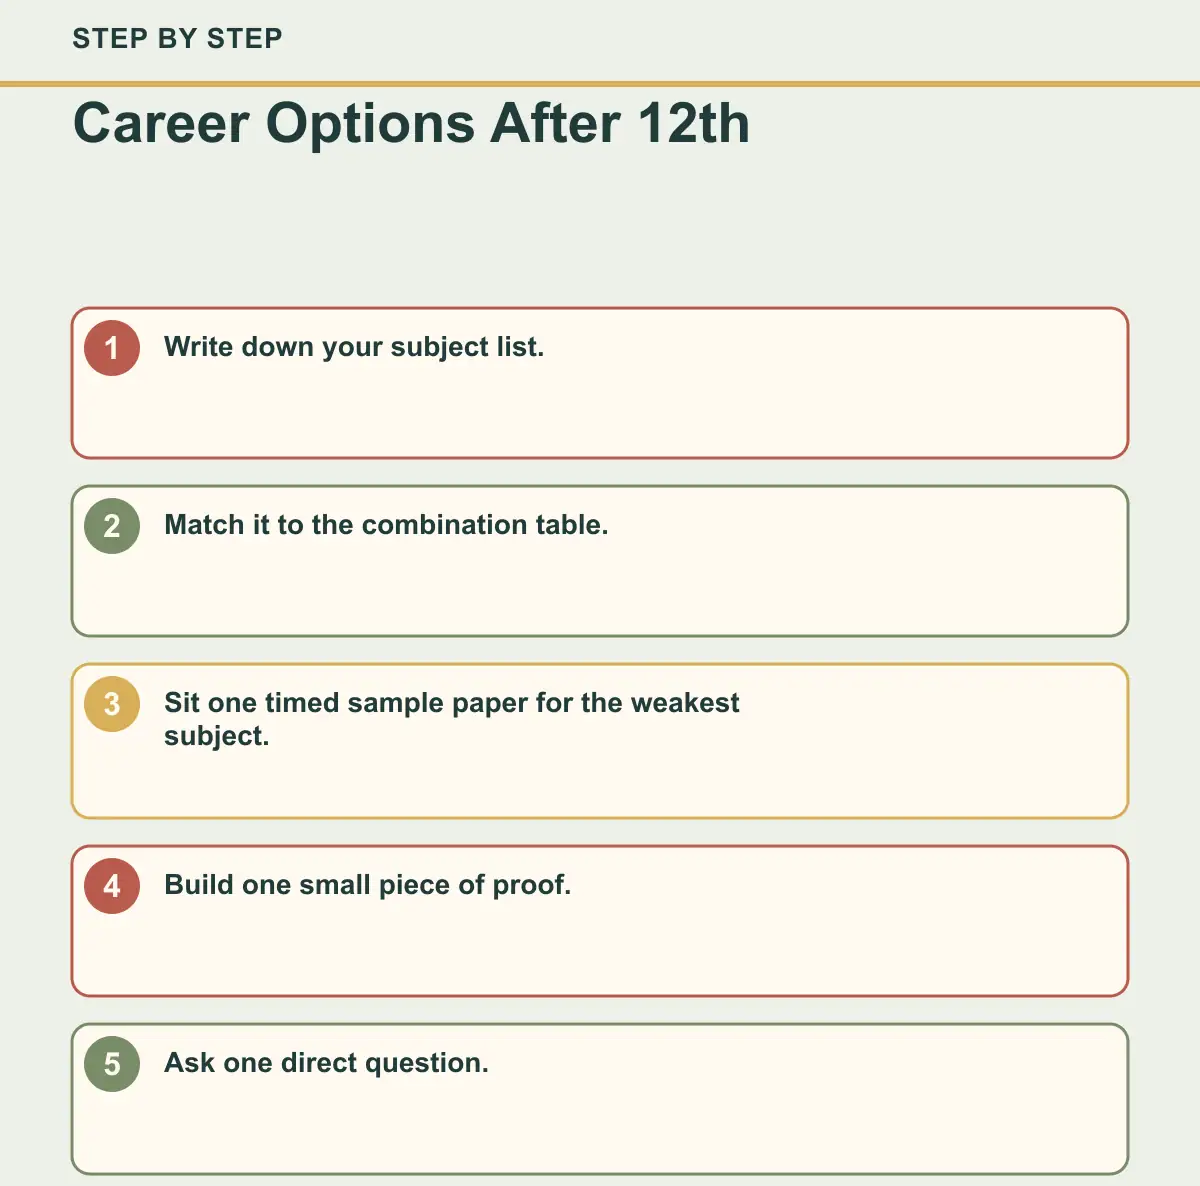 STEP BY STEP
Career Options After 12th
1
Write down your subject list.
2
Match it to the combination table.
3
Sit one timed sample paper for the weakest
subject.
4
Build one small piece of proof.
5
Ask one direct question.